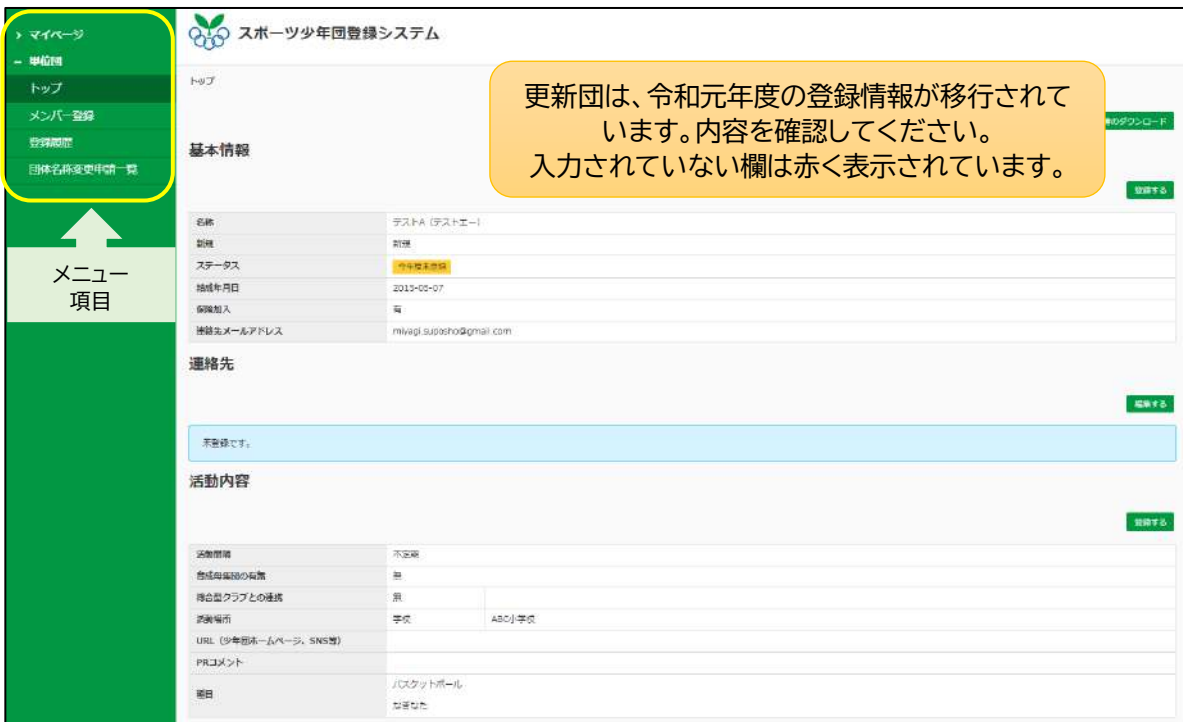 マイページ
単位団
トップ
メンバー登録
登録履歴
団体名称変更申請一覧
メニュー
項目
スポーツ少年団登録システム
トップ
更新団は、令和元年度の登録情報が移行されて
います。内容を確認してください。
入力されていない欄は赤く表示されています。
のダウンロード
基本情報
登録する
名称 テストA（テストエー）
新規 新規
ステータス 今年度未登録
結成年月日 2015-05-07
保険加入 有
連絡先メールアドレス miyagi.suposho@gmail.com
連絡先
編集する
未登録です。
活動内容
登録する
活動間隔 不定期
育成母集団の有無 無
総合型クラブとの連携 無
活動場所 学校 ABC小学校
URL（少年団ホームページ、SNS等）
PRコメント
種目 バスケットボール
なぎなた